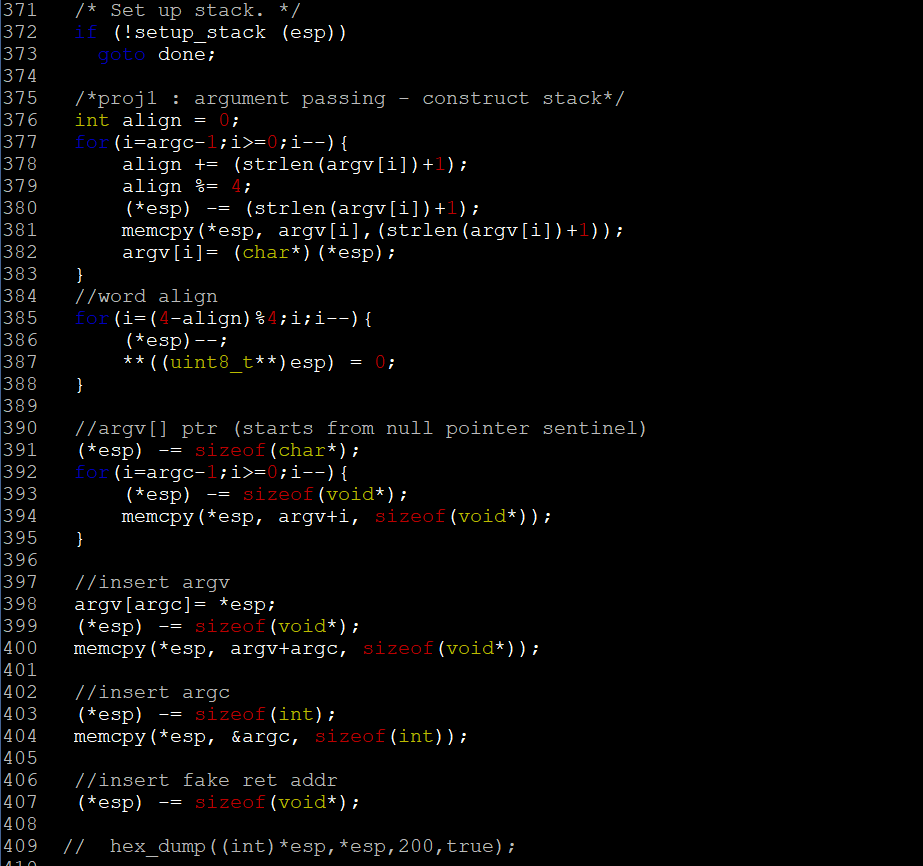 371   /* Set up stack. */
372   if (!setup_stack (esp))
373     goto done;
374
375   /*proj1 : argument passing - construct stack*/
376   int align = 0;
377   for(i=argc-1;i>=0;i--){
378       align += (strlen(argv[i])+1);
379       align %= 4;
380       (*esp) -= (strlen(argv[i])+1);
381       memcpy(*esp, argv[i],(strlen(argv[i])+1));
382       argv[i]= (char*)(*esp);
383   }
384   //word align
385   for(i=(4-align)%4;i;i--){
386       (*esp)--;
387       **((uint8_t**)esp) = 0;
388   }
389
390   //argv[] ptr (starts from null pointer sentinel)
391   (*esp) -= sizeof(char*);
392   for(i=argc-1;i>=0;i--){
393       (*esp) -= sizeof(void*);
394       memcpy(*esp, argv+i, sizeof(void*));
395   }
396
397   //insert argv
398   argv[argc]= *esp;
399   (*esp) -= sizeof(void*);
400   memcpy(*esp, argv+argc, sizeof(void*));
401
402   //insert argc
403   (*esp) -= sizeof(int);
404   memcpy(*esp, &argc, sizeof(int));
405
406   //insert fake ret addr
407   (*esp) -= sizeof(void*);
408
409  //  hex_dump((int)*esp,*esp,200,true);